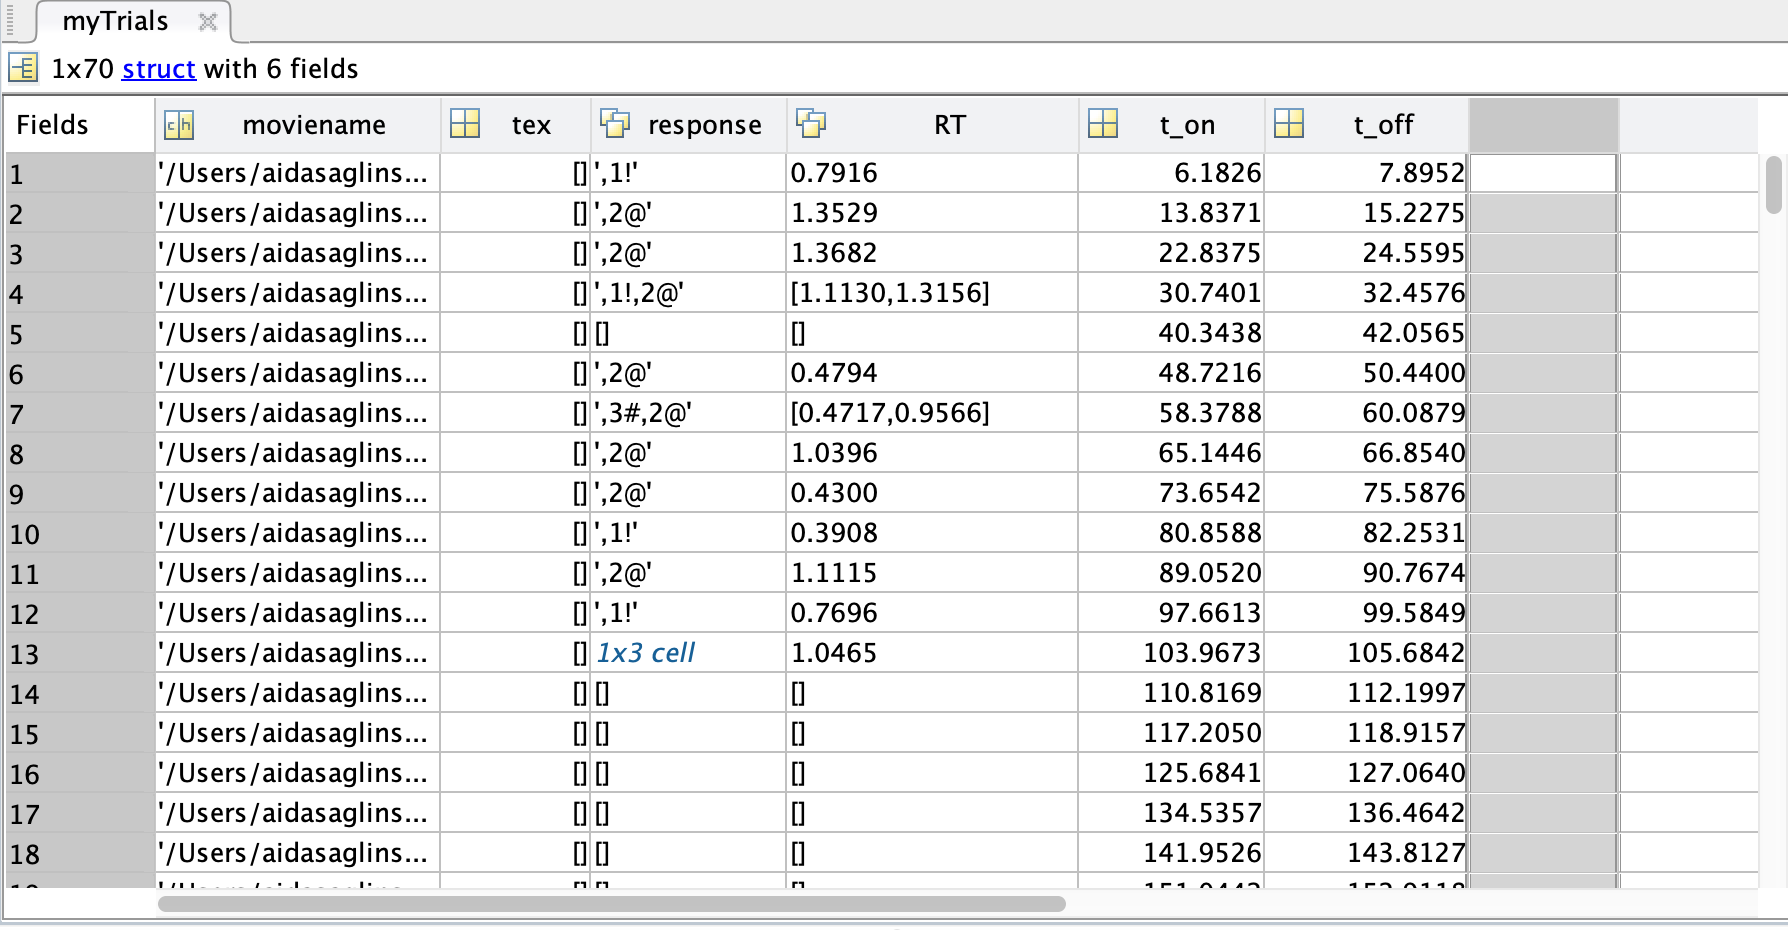 myTrials
1x70 struct with 6 fields
Fields moviename tex response RT t_on t_off
1 '/Users/aidasaglins... [] ',1!' 0.7916 6.1826 7.8952
2 '/Users/aidasaglins... [] ',2@' 1.3529 13.8371 15.2275
3 '/Users/aidasaglins... [] ',2@' 1.3682 22.8375 24.5595
4 '/Users/aidasaglins... [] ',1!,2@' [1.1130,1.3156] 30.7401 32.4576
5 '/Users/aidasaglins... [] [] [] 40.3438 42.0565
6 '/Users/aidasaglins... [] ',2@' 0.4794 48.7216 50.4400
7 '/Users/aidasaglins... [] ',3#,2@' [0.4717,0.9566] 58.3788 60.0879
8 '/Users/aidasaglins... [] ',2@' 1.0396 65.1446 66.8540
9 '/Users/aidasaglins... [] ',2@' 0.4300 73.6542 75.5876
10 '/Users/aidasaglins... [] ',1!' 0.3908 80.8588 82.2531
11 '/Users/aidasaglins... [] ',2@' 1.1115 89.0520 90.7674
12 '/Users/aidasaglins... [] ',1!' 0.7696 97.6613 99.5849
13 '/Users/aidasaglins... [] 1x3 cell 1.0465 103.9673 105.6842
14 '/Users/aidasaglins... [] [] [] 110.8169 112.1997
15 '/Users/aidasaglins... [] [] [] 117.2050 118.9157
16 '/Users/aidasaglins... [] [] [] 125.6841 127.0640
17 '/Users/aidasaglins... [] [] [] 134.5357 136.4642
18 '/Users/aidasaglins... [] [] [] 141.9526 143.8127